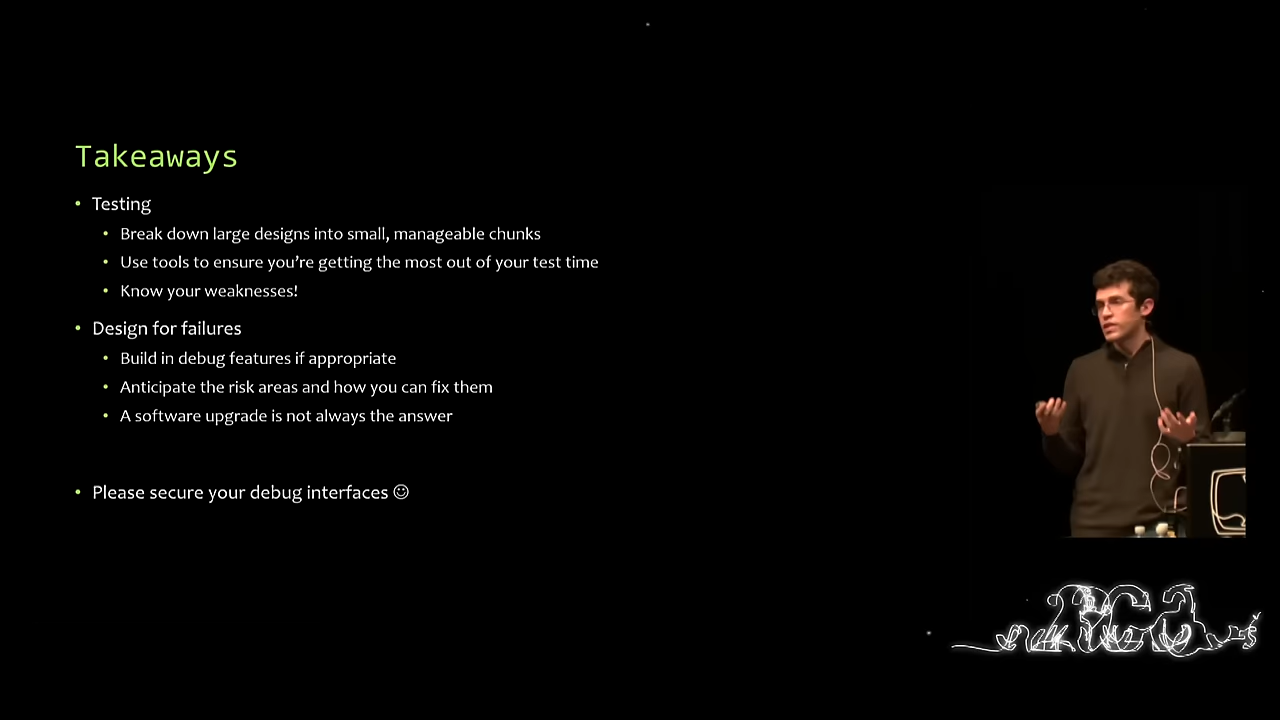 Takeaways
• Testing
• Break down large designs into small, manageable chunks
• Use tools to ensure you’re getting the most out of your test time
• Know your weaknesses!
• Design for failures
• Build in debug features if appropriate
• Anticipate the risk areas and how you can fix them
• A software upgrade is not always the answer
• Please secure your debug interfaces ☺